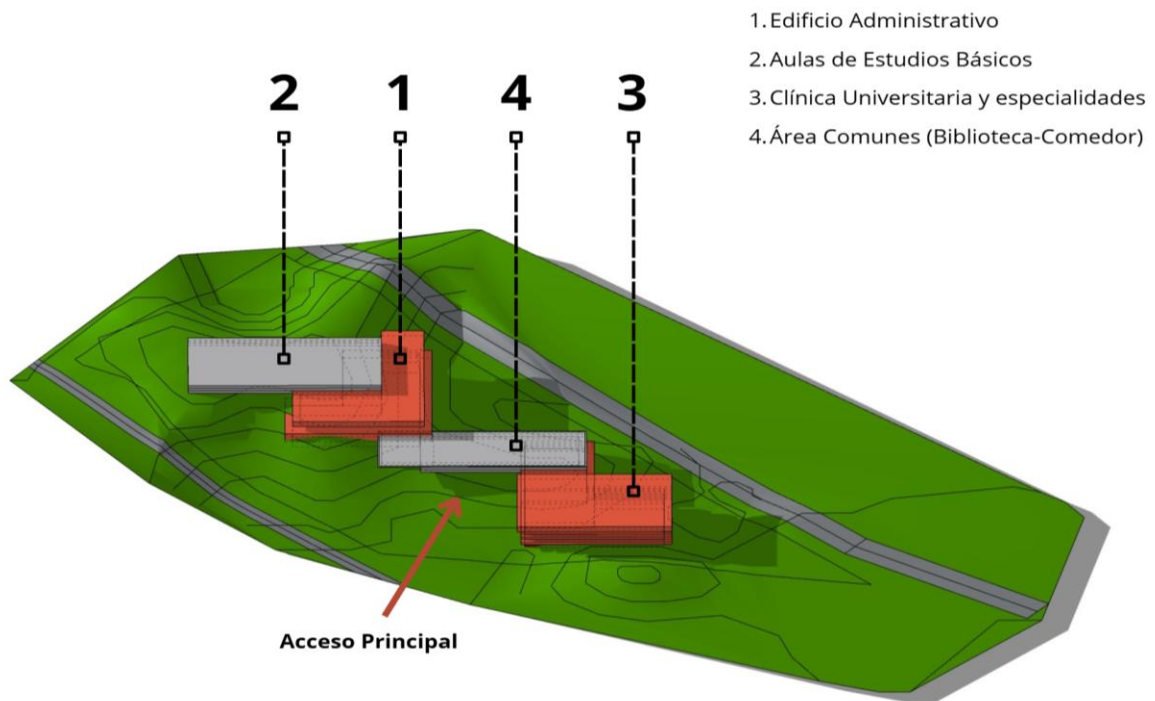 1. Edificio Administrativo
2. Aulas de Estudios Básicos
3. Clínica Universitaria y especialidades
4. Área Comunes (Biblioteca-Comedor)
2 1 4 3
Acceso Principal